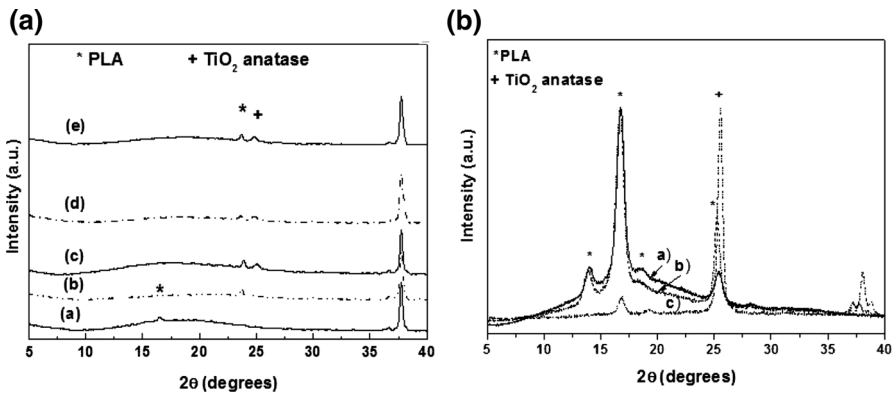 (a)
* PLA + TiO2 anatase
* +
(e)
(d)
(c)
(b)
*
(a)
Intensity (a.u.)
5 10 15 20 25 30 35 40
2θ (degrees)
(b)
*PLA
+ TiO2 anatase
* +
*
* *
a)
b)
c)
Intensity (a.u.)
5 10 15 20 25 30 35 40
2θ (degrees)